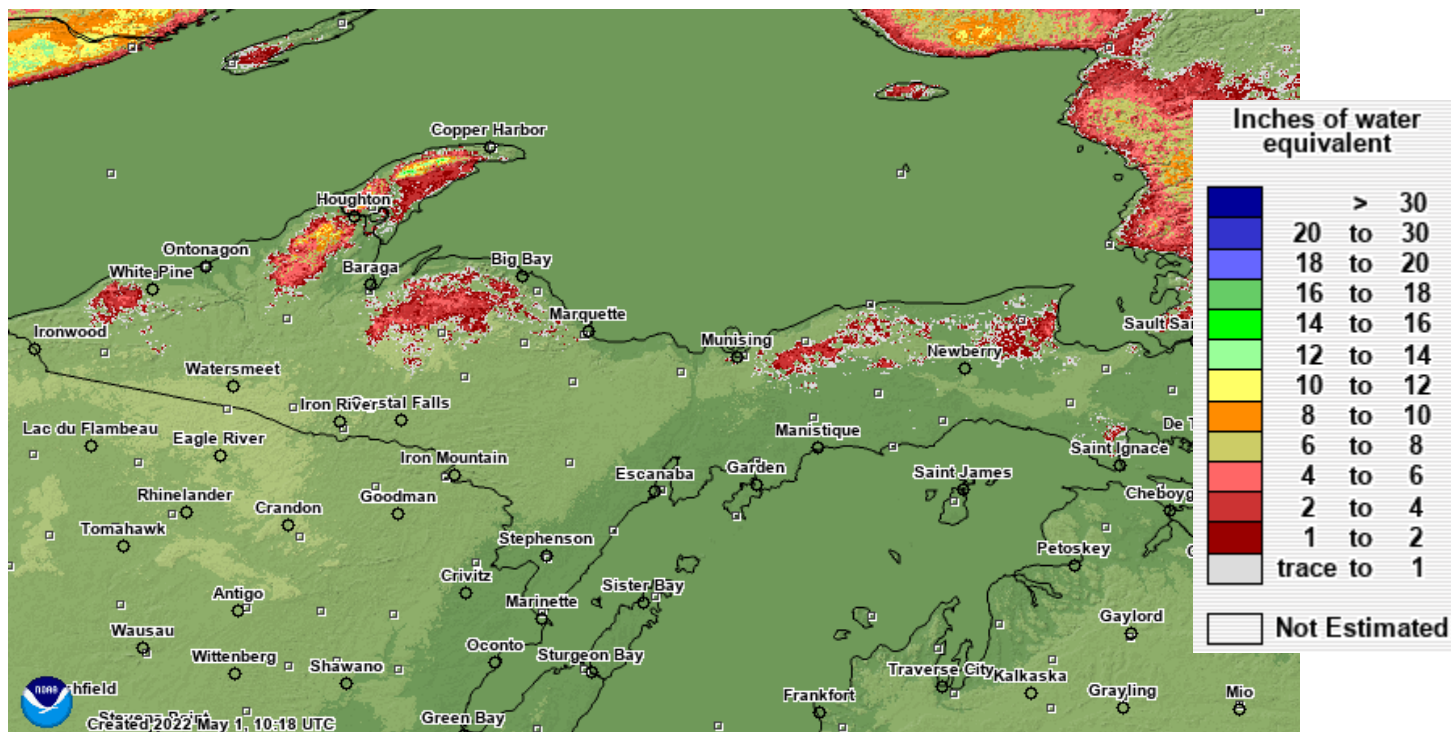 Copper Harbor
Houghton
Ontonagon
White Pine
Baraga
Big Bay
Ironwood
Marquette
Munising
Newberry
Watersmeet
Iron River
Falls
Lac du Flambeau
Eagle River
Iron Mountain
Manistique
De
Saint Ignace
Escanaba
Garden
Saint James
Rhinelander
Crandon
Goodman
Tomahawk
Stephenson
Petoskey
Crivitz
Sister Bay
Antigo
Marinette
Gaylord
Wausau
Oconto
Sturgeon Bay
Wittenberg
Shawano
Traverse City
Kalkaska
Frankfort
Grayling
Mio
Green Bay
NOAA
Created 2022 May 1, 10:18 UTC
Inches of water
equivalent
> 30
20 to 30
18 to 20
16 to 18
14 to 16
12 to 14
10 to 12
8 to 10
6 to 8
4 to 6
2 to 4
1 to 2
trace to 1
Not Estimated